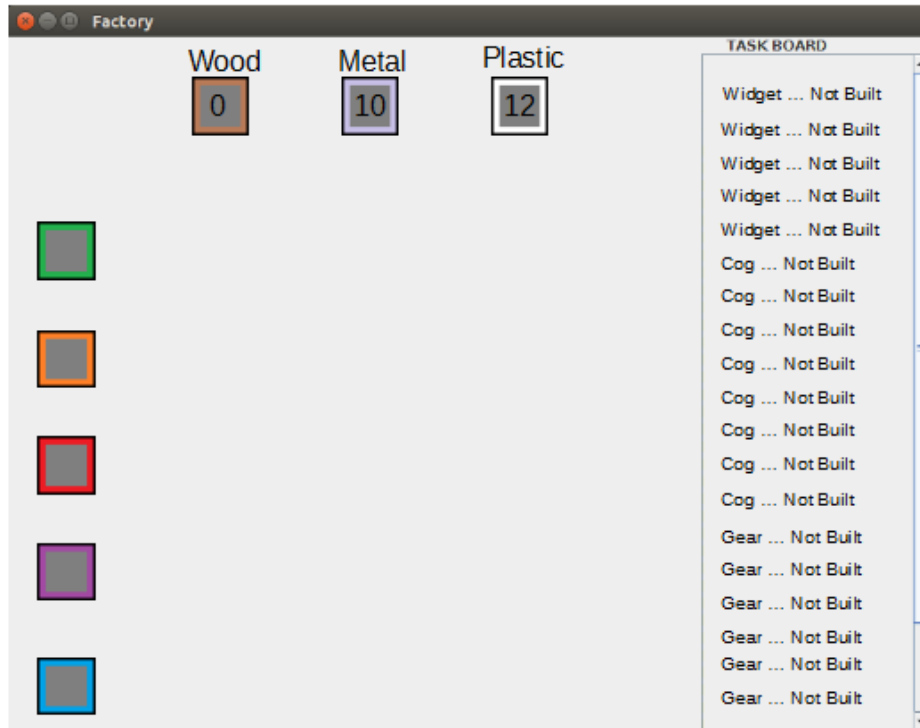 Factory
Wood Metal Plastic
0 10 12
TASK BOARD
Widget ... Not Built
Widget ... Not Built
Widget ... Not Built
Widget ... Not Built
Widget ... Not Built
Cog ... Not Built
Cog ... Not Built
Cog ... Not Built
Cog ... Not Built
Cog ... Not Built
Cog ... Not Built
Cog ... Not Built
Cog ... Not Built
Gear ... Not Built
Gear ... Not Built
Gear ... Not Built
Gear ... Not Built
Gear ... Not Built
Gear ... Not Built